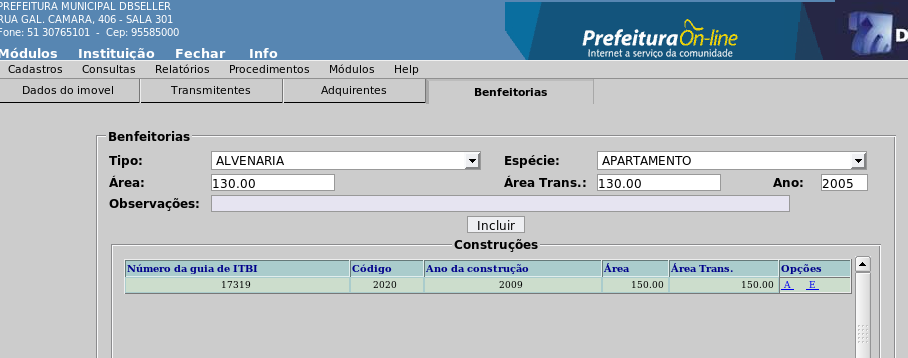 PREFEITURA MUNICIPAL DBSELLER
RUA GAL. CAMARA, 406 - SALA 301
Fone: 51 30765101 - Cep: 95585000
PrefeituraOn-line
Internet a serviço da comunidade
D
Módulos Instituição Fechar Info
Cadastros Consultas Relatórios Procedimentos Módulos Help
Dados do imovel Transmitentes Adquirentes Benfeitorias
Benfeitorias
Tipo: ALVENARIA Espécie: APARTAMENTO
Área: 130.00 Área Trans.: 130.00 Ano: 2005
Observações:
Incluir
Construções
Número da guia de ITBI Código Ano da construção Área Área Trans. Opções
17319 2020 2009 150.00 150.00 A E